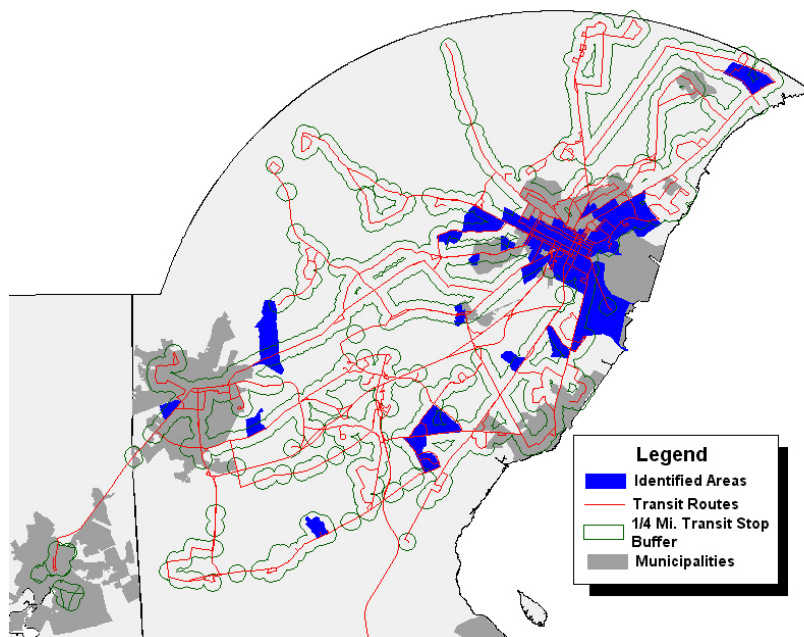 Legend
Identified Areas
Transit Routes
1/4 Mi. Transit Stop
Buffer
Municipalities